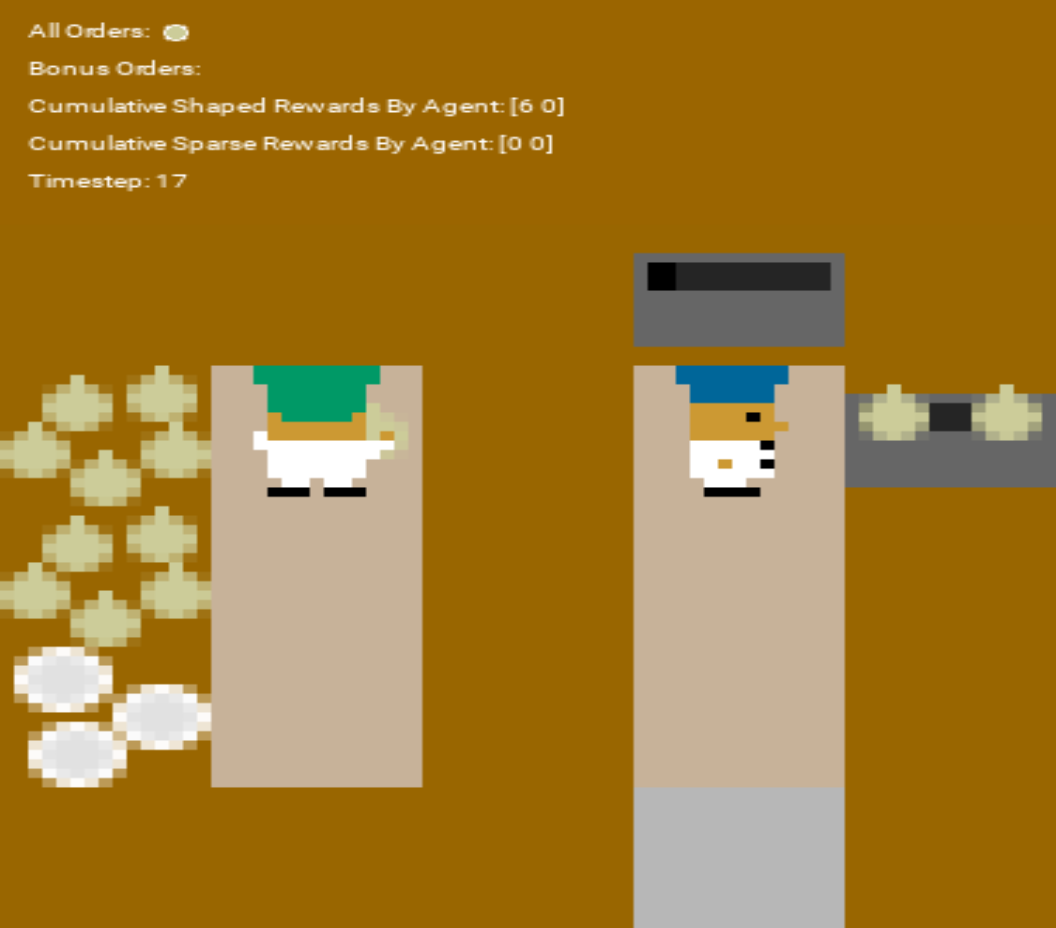 All Orders:
Bonus Orders:
Cumulative Shaped Rewards By Agent: [6 0]
Cumulative Sparse Rewards By Agent: [0 0]
Timestep: 17